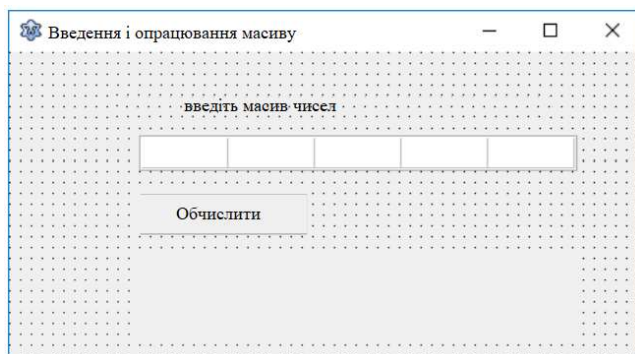 Введення і опрацювання масиву
введіть масив чисел
Обчислити